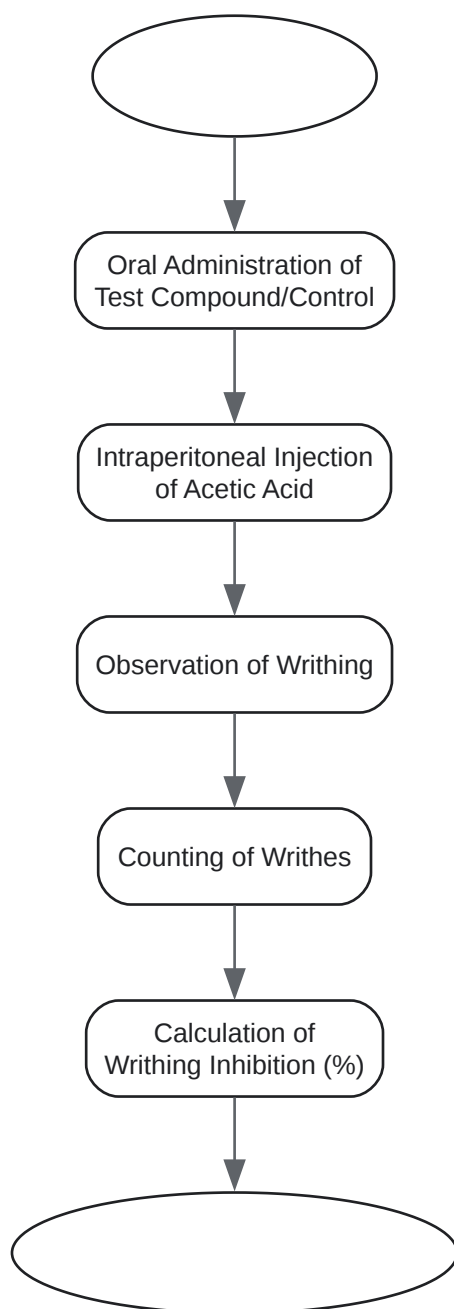 Oral Administration of
Test Compound/Control
Intraperitoneal Injection
of Acetic Acid
Observation of Writhing
Counting of Writhes
Calculation of
Writhing Inhibition (%)